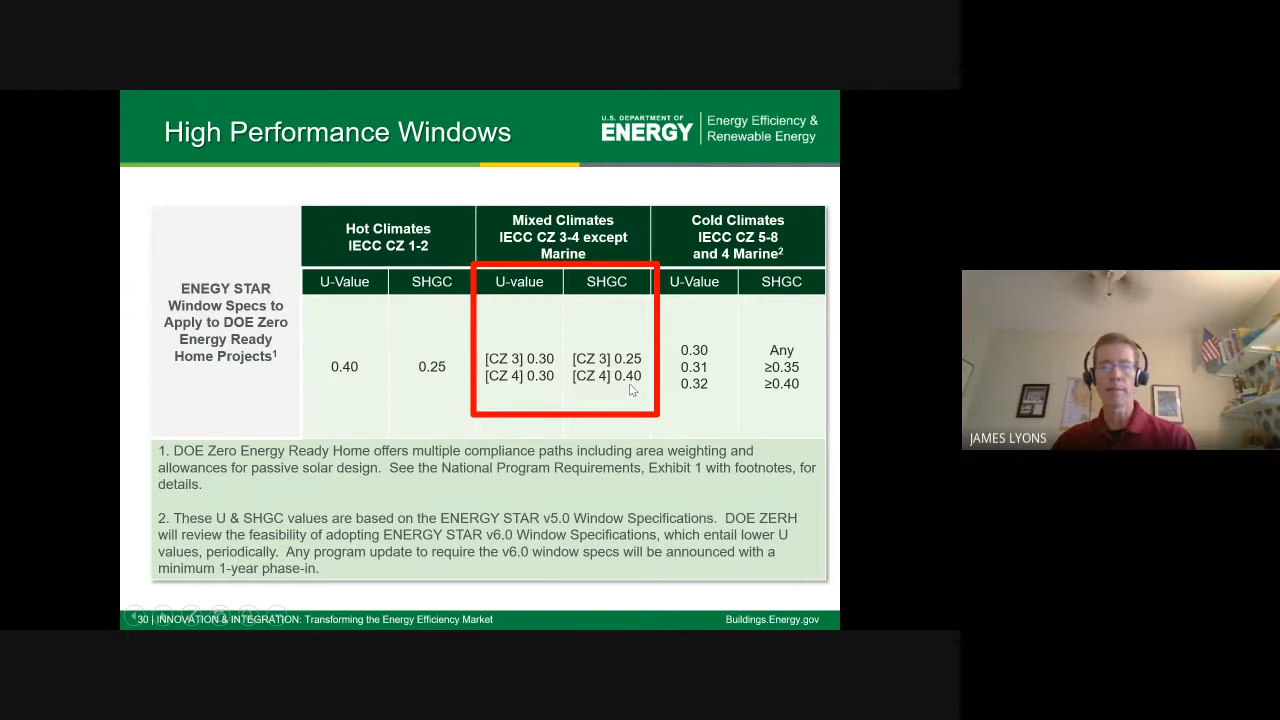 High Performance Windows
U.S. DEPARTMENT OF
ENERGY
Energy Efficiency &
Renewable Energy
ENEGY STAR
Window Specs to
Apply to DOE Zero
Energy Ready
Home Projects¹
Hot Climates
IECC CZ 1-2
Mixed Climates
IECC CZ 3-4 except
Marine
Cold Climates
IECC CZ 5-8
and 4 Marine²
U-Value
SHGC
U-value
SHGC
U-Value
SHGC
0.40
0.25
[CZ 3] 0.30
[CZ 4] 0.30
[CZ 3] 0.25
[CZ 4] 0.40
0.30
0.31
0.32
Any
≥0.35
≥0.40
1. DOE Zero Energy Ready Home offers multiple compliance paths including area weighting and
allowances for passive solar design. See the National Program Requirements, Exhibit 1 with footnotes, for
details.
2. These U & SHGC values are based on the ENERGY STAR v5.0 Window Specifications. DOE ZERH
will review the feasibility of adopting ENERGY STAR v6.0 Window Specifications, which entail lower U
values, periodically. Any program update to require the v6.0 window specs will be announced with a
minimum 1-year phase-in.
30 | INNOVATION & INTEGRATION: Transforming the Energy Efficiency Market
Buildings.Energy.gov
JAMES LYONS